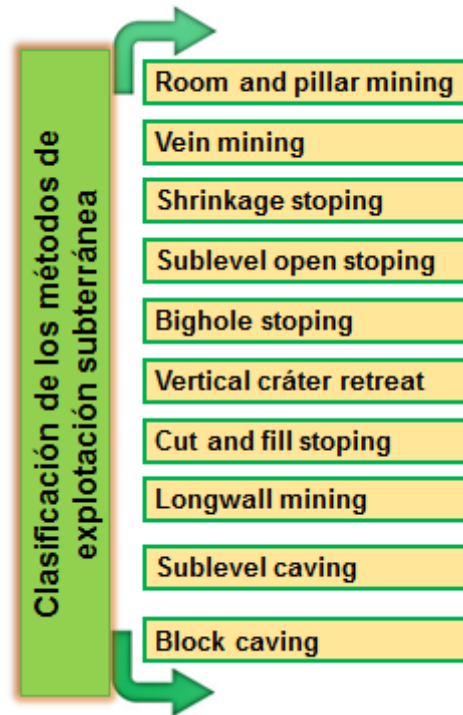 Clasificación de los métodos de
explotación subterránea
Room and pillar mining
Vein mining
Shrinkage stoping
Sublevel open stoping
Bighole stoping
Vertical cráter retreat
Cut and fill stoping
Longwall mining
Sublevel caving
Block caving